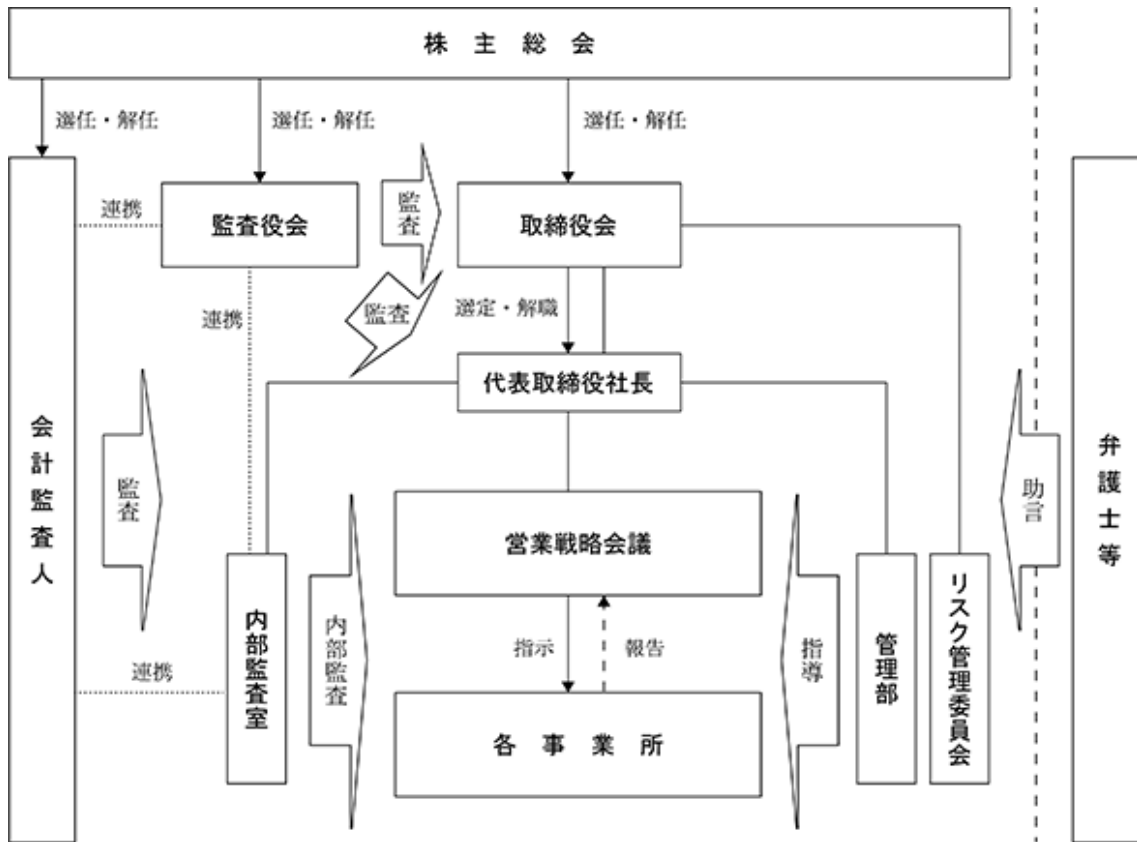 株主総会
選任・解任
選任・解任
選任・解任
連携
監査役会
監査
取締役会
連携
監査
選定・解職
代表取締役社長
会計監査人
監査
営業戦略会議
助言
弁護士等
内部監査室
内部監査
指示
報告
指導
管理部
リスク管理委員会
連携
各事業所